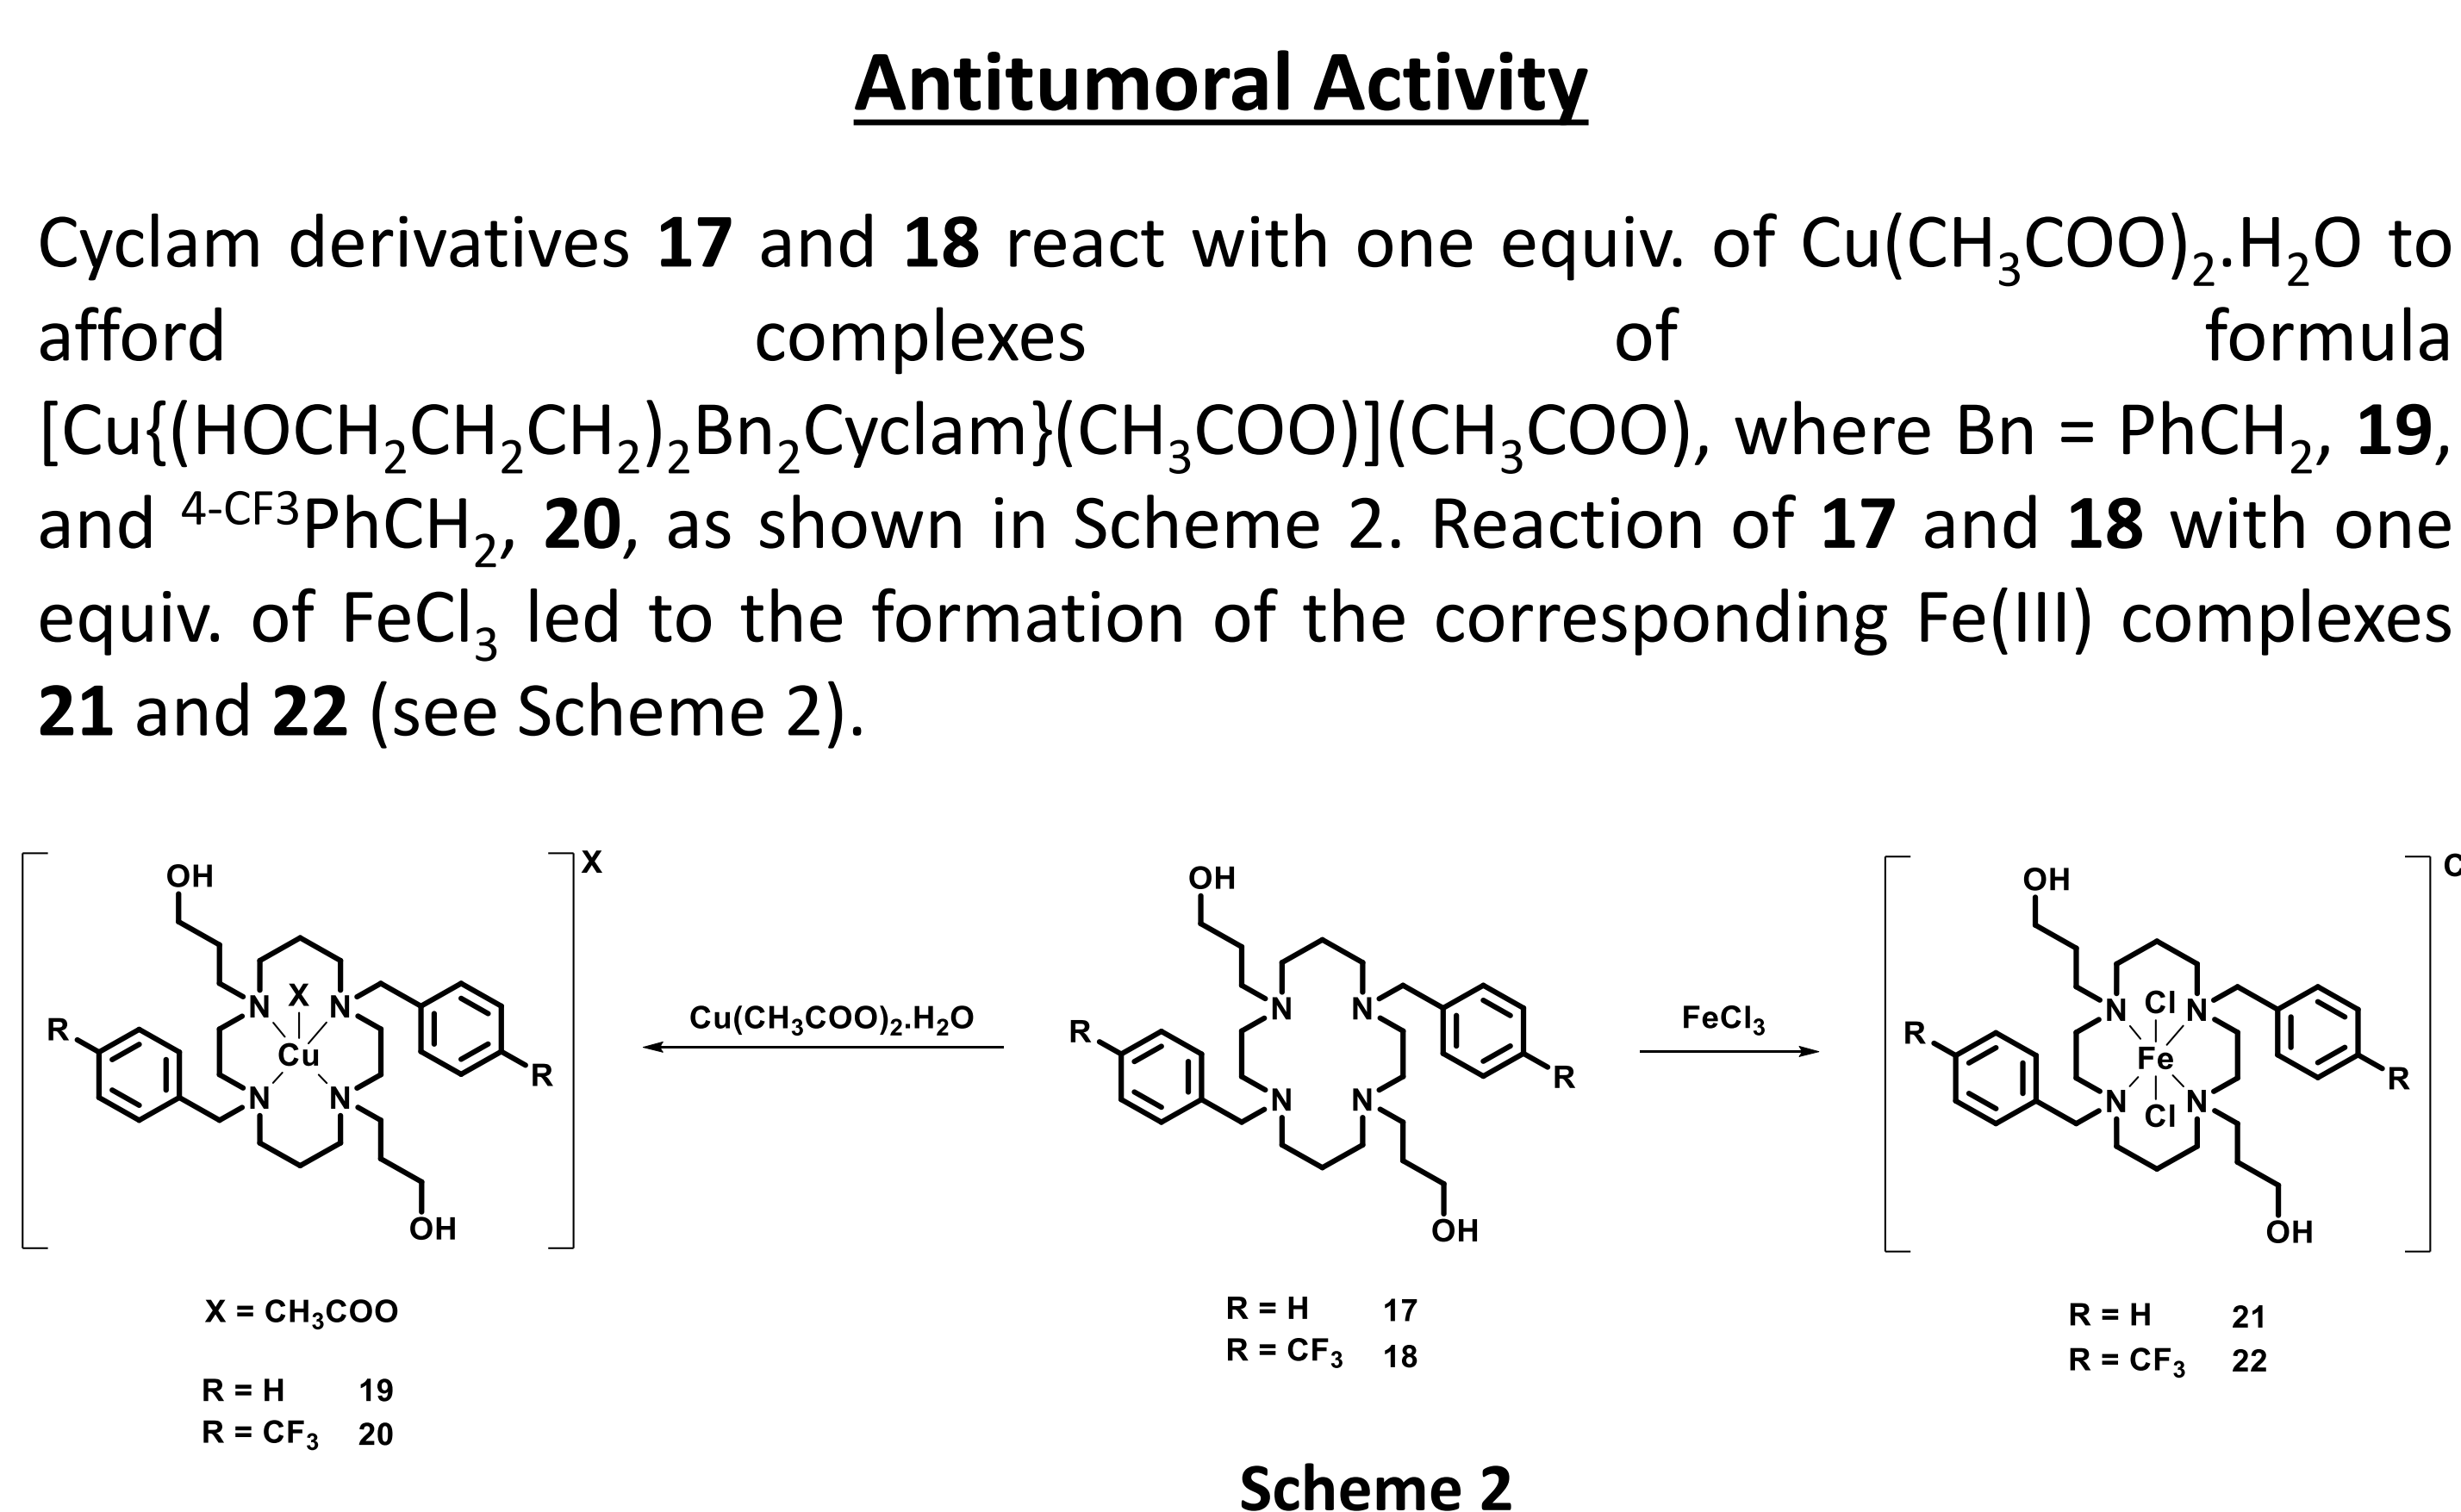 Antitumoral Activity
Cyclam derivatives 17 and 18 react with one equiv. of Cu(CH₃COO)₂.H₂O to
afford complexes of formula
[Cu{(HOCH₂CH₂CH₂)₂Bn₂Cyclam}(CH₃COO)](CH₃COO), where Bn = PhCH₂, 19,
and ⁴⁻ᶜᶠ³PhCH₂, 20, as shown in Scheme 2. Reaction of 17 and 18 with one
equiv. of FeCl₃ led to the formation of the corresponding Fe(III) complexes
21 and 22 (see Scheme 2).
X
OH
N X N
R
Cu
R
N N
OH
X = CH₃COO
R = H 19
R = CF₃ 20
Cu(CH₃COO)₂.H₂O
OH
N N
R
R
N N
OH
R = H 17
R = CF₃ 18
FeCl₃
OH
N Cl N
R
Fe
R
N Cl N
OH
R = H 21
R = CF₃ 22
Scheme 2